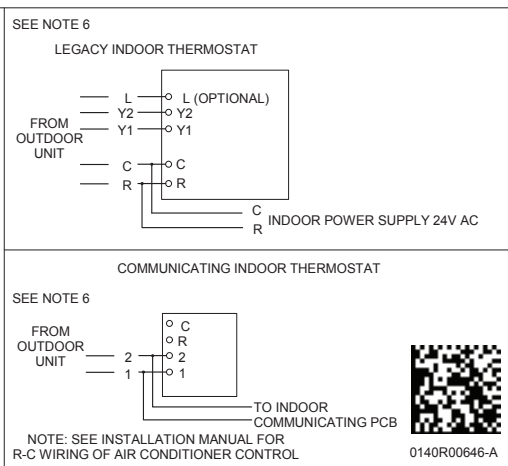 SEE NOTE 6
LEGACY INDOOR THERMOSTAT
L L (OPTIONAL)
Y2 Y2
Y1 Y1
FROM
OUTDOOR
UNIT
C C
R R
C
R
INDOOR POWER SUPPLY 24V AC
COMMUNICATING INDOOR THERMOSTAT
SEE NOTE 6
FROM
OUTDOOR
UNIT
C
R
2 2
1 1
TO INDOOR
COMMUNICATING PCB
NOTE: SEE INSTALLATION MANUAL FOR
R-C WIRING OF AIR CONDITIONER CONTROL
0140R00646-A